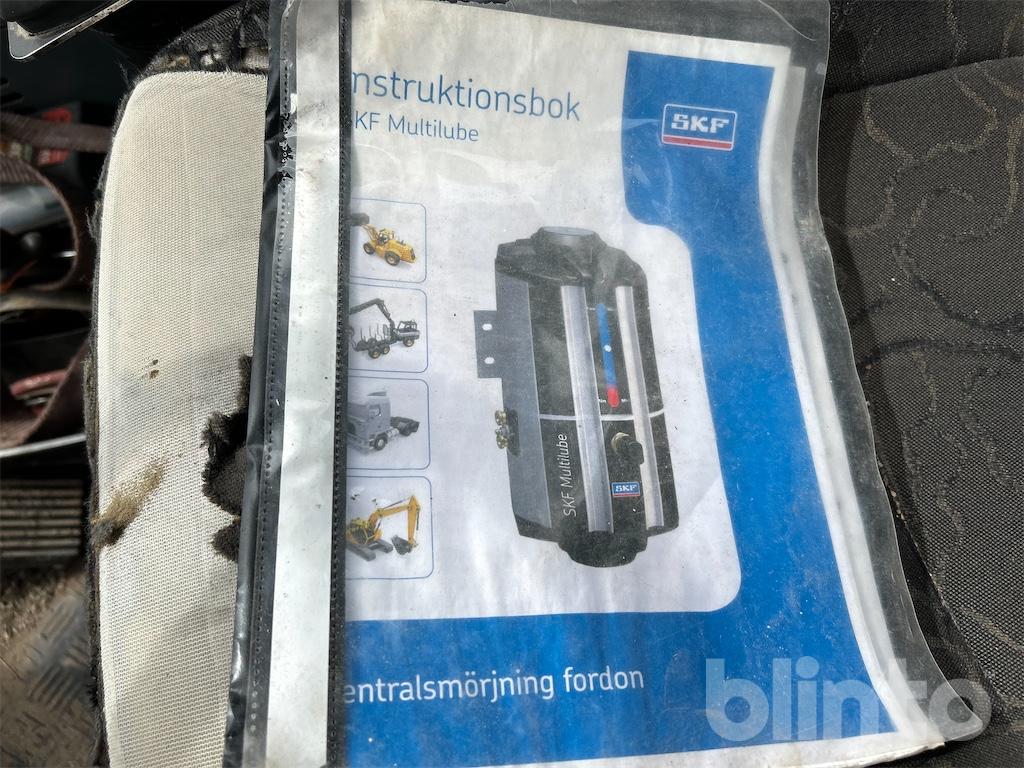 nstruktionsbok
KF Multilube
SKF
SKF Multilube
SKF
entralsmörjning fordon
blinto